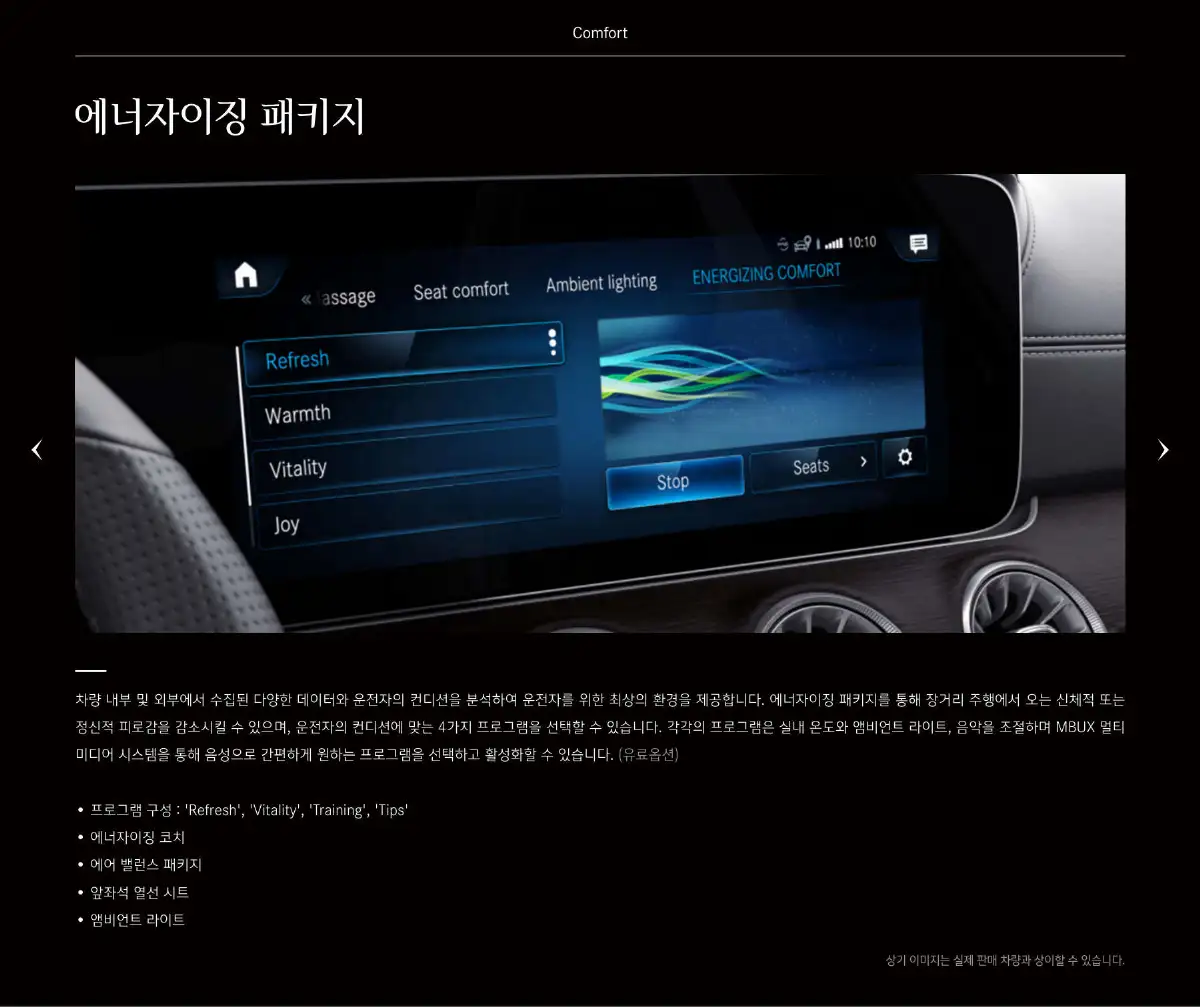 Comfort
에너자이징 패키지
10:10
« assage Seat comfort Ambient lighting ENERGIZING COMFORT
Refresh
Warmth
Vitality
Joy
Stop
Seats
차량 내부 및 외부에서 수집된 다양한 데이터와 운전자의 컨디션을 분석하여 운전자를 위한 최상의 환경을 제공합니다. 에너자이징 패키지를 통해 장거리 주행에서 오는 신체적 또는
정신적 피로감을 감소시킬 수 있으며, 운전자의 컨디션에 맞는 4가지 프로그램을 선택할 수 있습니다. 각각의 프로그램은 실내 온도와 앰비언트 라이트, 음악을 조절하며 MBUX 멀티
미디어 시스템을 통해 음성으로 간편하게 원하는 프로그램을 선택하고 활성화할 수 있습니다. (유료옵션)
• 프로그램 구성 : 'Refresh', 'Vitality', 'Training', 'Tips'
• 에너자이징 코치
• 에어 밸런스 패키지
• 앞좌석 열선 시트
• 앰비언트 라이트
상기 이미지는 실제 판매 차량과 상이할 수 있습니다.